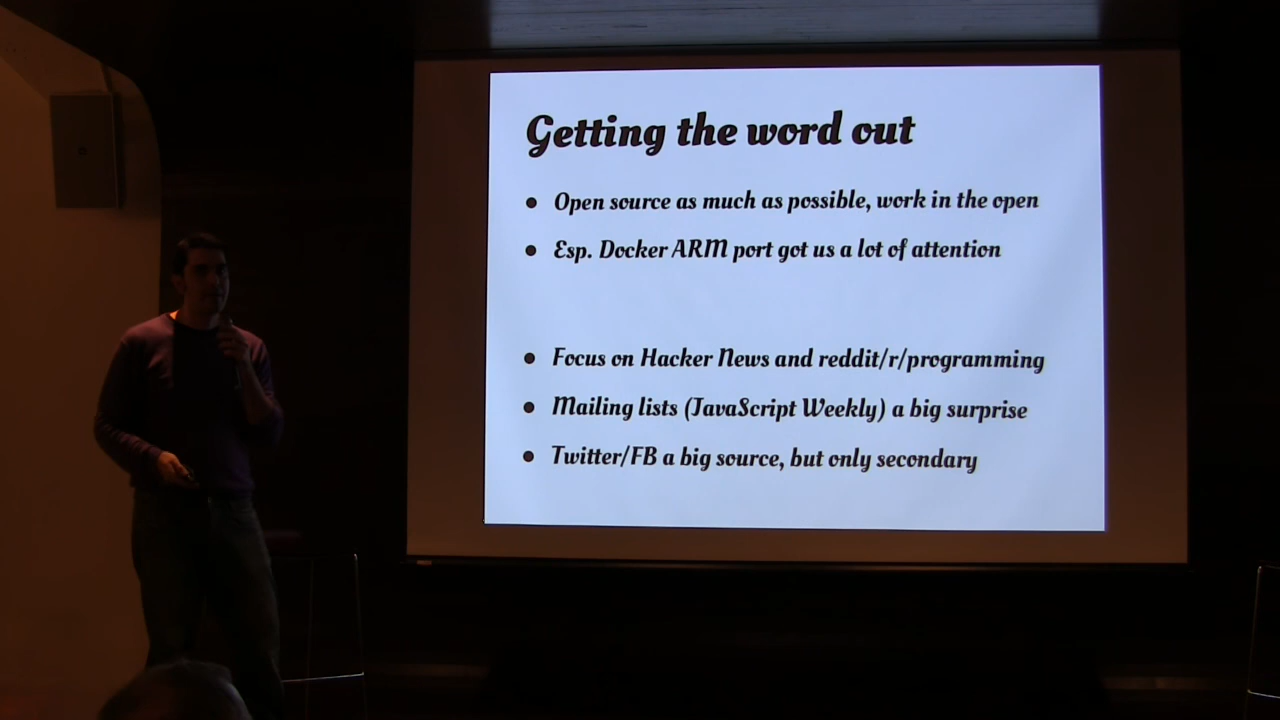 Getting the word out
Open source as much as possible, work in the open
Esp. Docker ARM port got us a lot of attention
Focus on Hacker News and reddit/r/programming
Mailing lists (JavaScript Weekly) a big surprise
Twitter/FB a big source, but only secondary